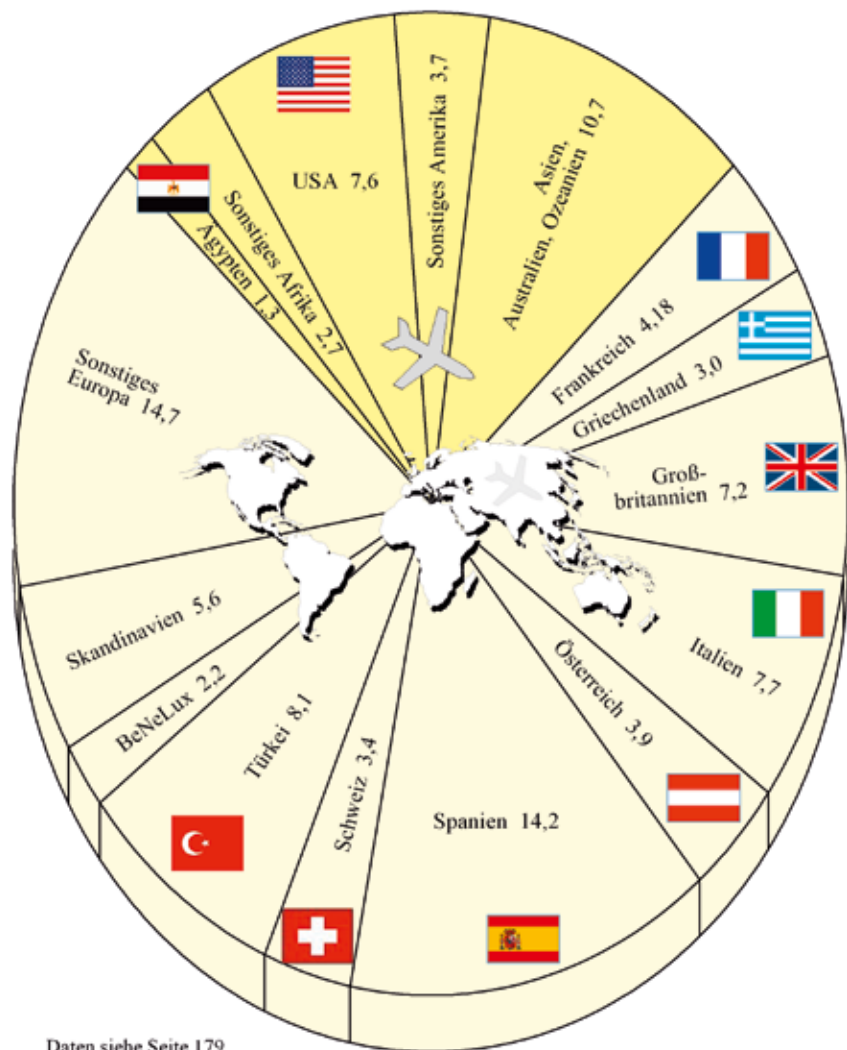 USA 7,6
Sonstiges Amerika 3,7
Asien,
Australien, Ozeanien 10,7
Frankreich 4,18
Griechenland 3,0
Groß-
britannien 7,2
Italien 7,7
Österreich 3,9
Spanien 14,2
Schweiz 3,4
Türkei 8,1
BeNeLux 2,2
Skandinavien 5,6
Sonstiges
Europa 14,7
Ägypten 1,3
Sonstiges Afrika 2,7
Daten siehe Seite 179